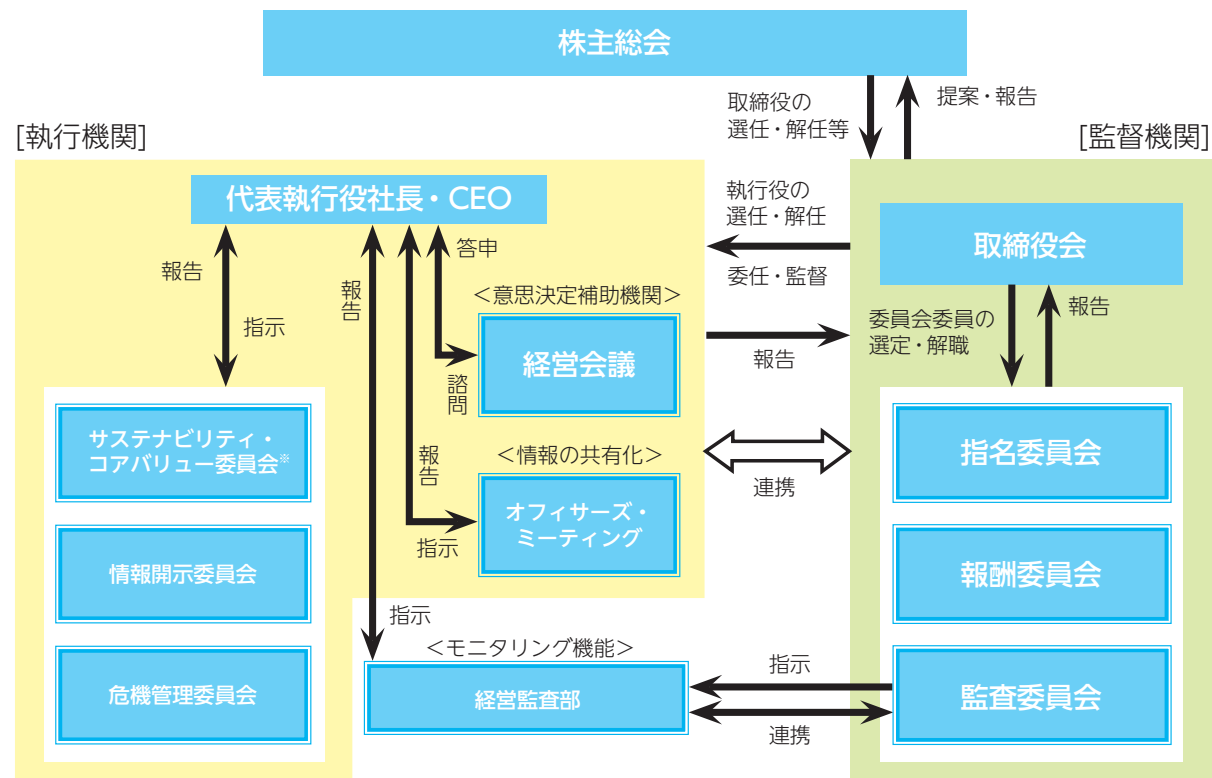 株主総会
取締役の
選任・解任等
提案・報告
[執行機関]
[監督機関]
代表執行役社長・CEO
執行役の
選任・解任
委任・監督
取締役会
報告
指示
報告
答申
<意思決定補助機関>
経営会議
諮問
報告
委員会委員の
選定・解職
報告
サステナビリティ・
コアバリュー委員会※
情報開示委員会
危機管理委員会
報告
<情報の共有化>
オフィサーズ・
ミーティング
指示
連携
指名委員会
報酬委員会
監査委員会
指示
<モニタリング機能>
経営監査部
指示
連携